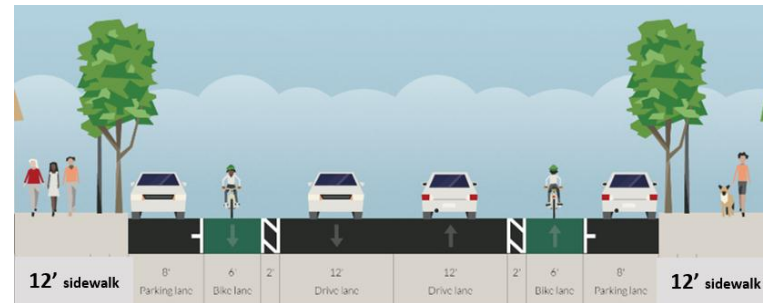 12’ sidewalk
8'
Parking lane
6'
Bike lane
2'
12'
Drive lane
12'
Drive lane
2'
6'
Bike lane
8'
Parking lane
12’ sidewalk